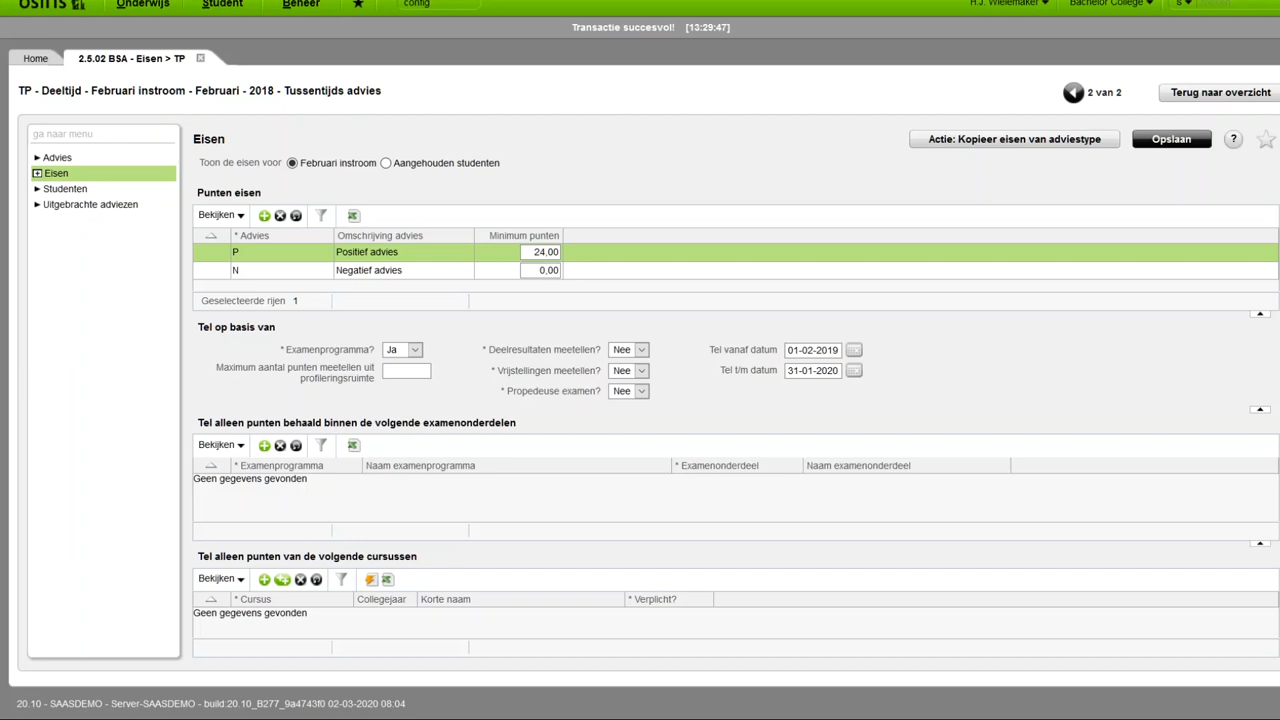 OSIRIS Onderwijs Student Beheer config H.J. Wielemaker Bachelor College S
Transactie succesvol! [13:29:47]
Home 2.5.02 BSA - Eisen > TP
TP - Deeltijd - Februari instroom - Februari - 2018 - Tussentijds advies 2 van 2 Terug naar overzicht
ga naar menu
Advies
Eisen
Studenten
Uitgebrachte adviezen
Eisen Actie: Kopieer eisen van adviestype Opslaan ?
Toon de eisen voor Februari instroom Aangehouden studenten
Punten eisen
Bekijken
* Advies Omschrijving advies Minimum punten
P Positief advies 24,00
N Negatief advies 0,00
Geselecteerde rijen 1
Tel op basis van
* Examenprogramma? Ja * Deelresultaten meetellen? Nee Tel vanaf datum 01-02-2019
Maximum aantal punten meetellen uit profileringsruimte * Vrijstellingen meetellen? Nee Tel t/m datum 31-01-2020
* Propedeuse examen? Nee
Tel alleen punten behaald binnen de volgende examenonderdelen
Bekijken
* Examenprogramma Naam examenprogramma * Examenonderdeel Naam examenonderdeel
Geen gegevens gevonden
Tel alleen punten van de volgende cursussen
Bekijken
* Cursus Collegejaar Korte naam * Verplicht?
Geen gegevens gevonden
20.10 - SAASDEMO - Server-SAASDEMO - build:20.10_B277_9a4743f0 02-03-2020 08:04